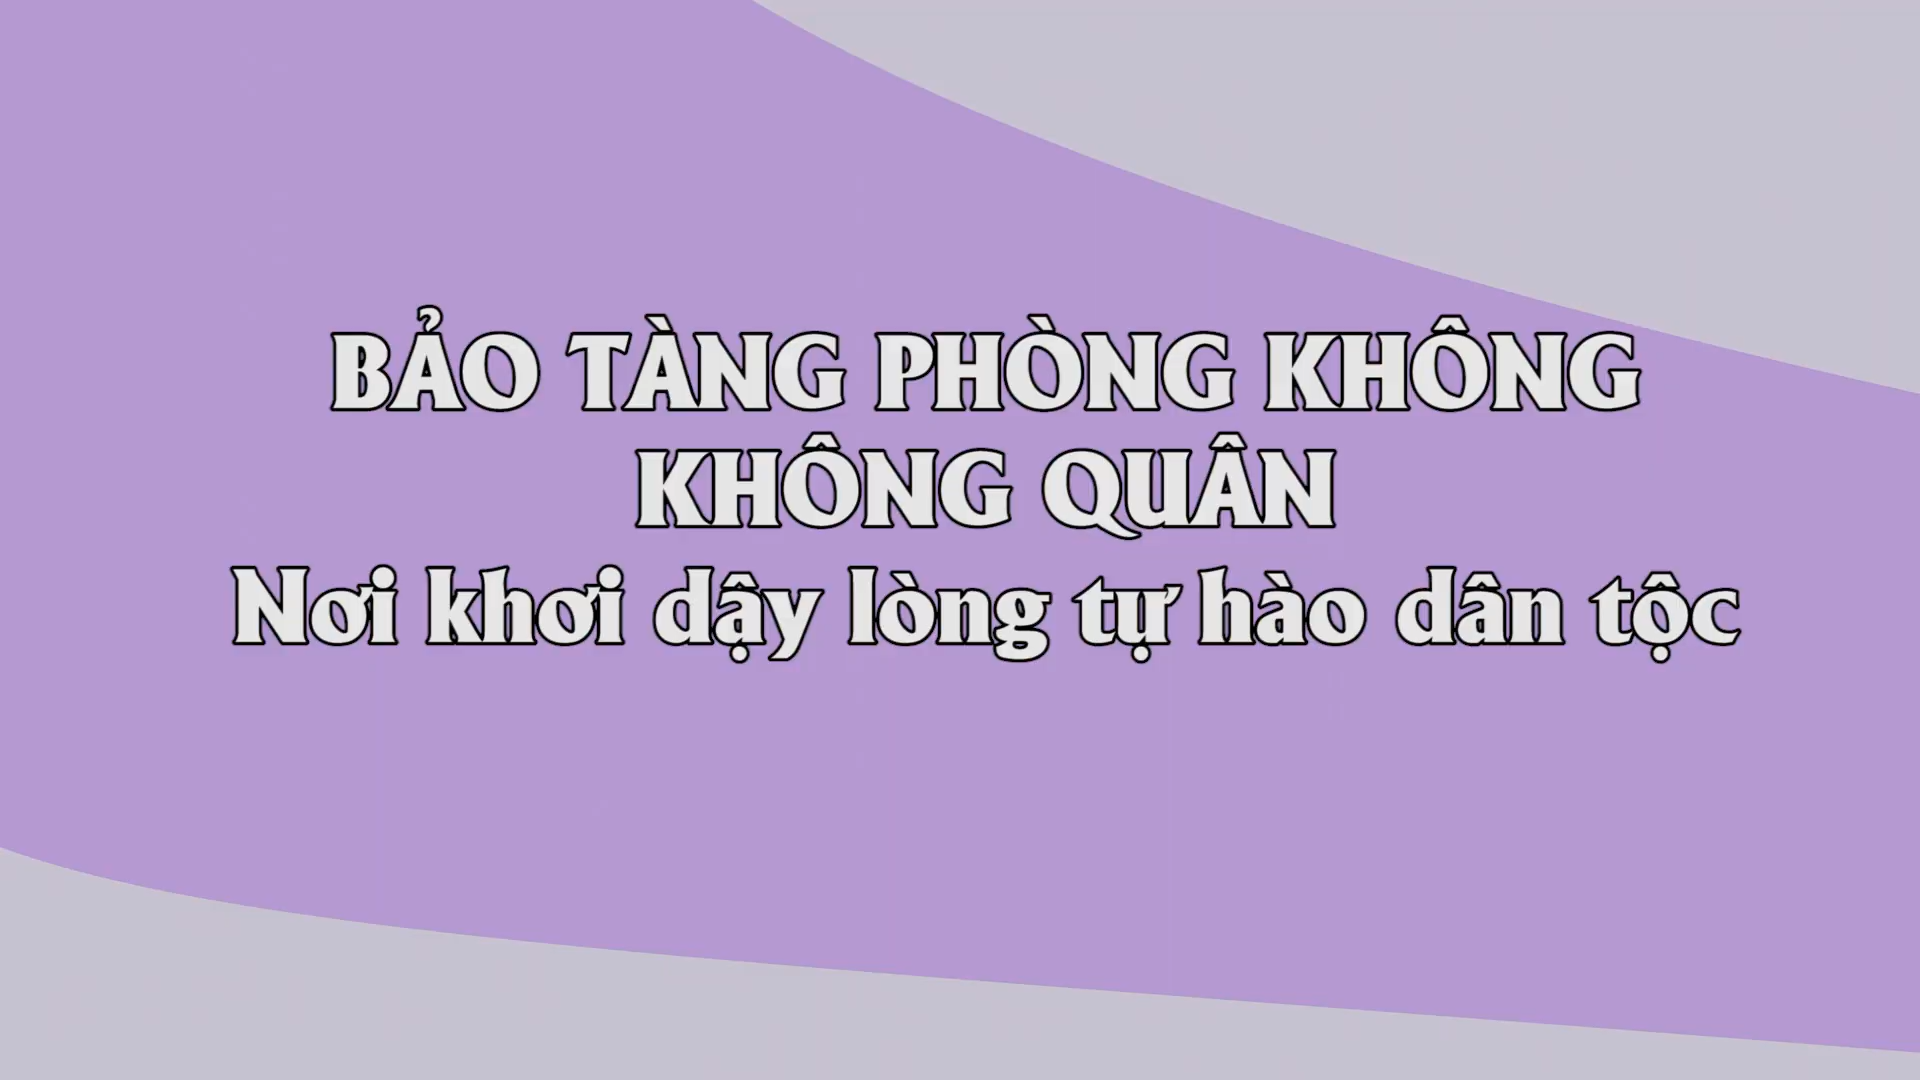 BẢO TÀNG PHÒNG KHÔNG
KHÔNG QUÂN
Nơi khơi dậy lòng tự hào dân tộc